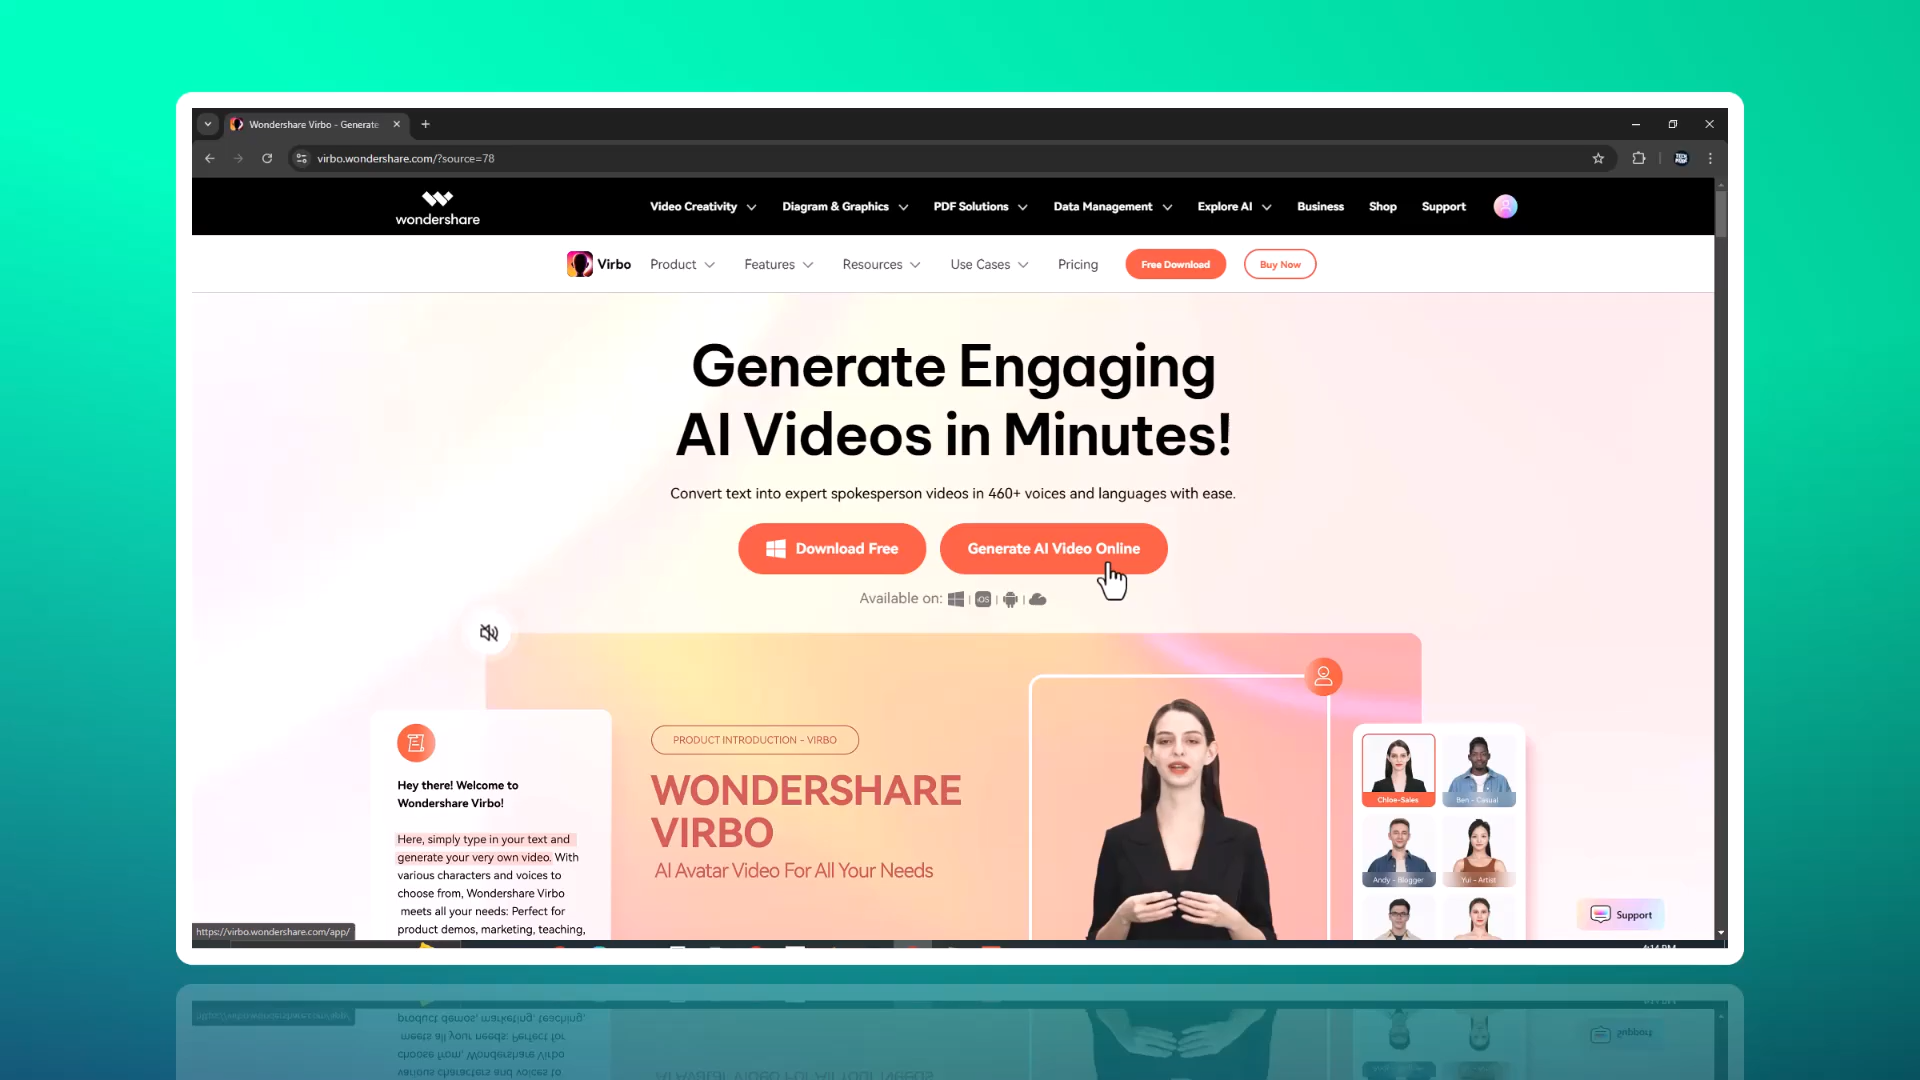 Wondershare Virbo - Generate
virbo.wondershare.com/?source=78
wondershare
Video Creativity
Diagram & Graphics
PDF Solutions
Data Management
Explore AI
Business
Shop
Support
Virbo
Product
Features
Resources
Use Cases
Pricing
Free Download
Buy Now
Generate Engaging
AI Videos in Minutes!
Convert text into expert spokesperson videos in 460+ voices and languages with ease.
Download Free
Generate AI Video Online
Available on:
iOS
Hey there! Welcome to
Wondershare Virbo!
Here, simply type in your text and
generate your very own video. With
various characters and voices to
choose from, Wondershare Virbo
meets all your needs: Perfect for
product demos, marketing, teaching,
PRODUCT INTRODUCTION - VIRBO
WONDERSHARE
VIRBO
AI Avatar Video For All Your Needs
Chloe-Sales
Ben - Casual
Andy - Blogger
Yui - Artist
Support
https://virbo.wondershare.com/app/